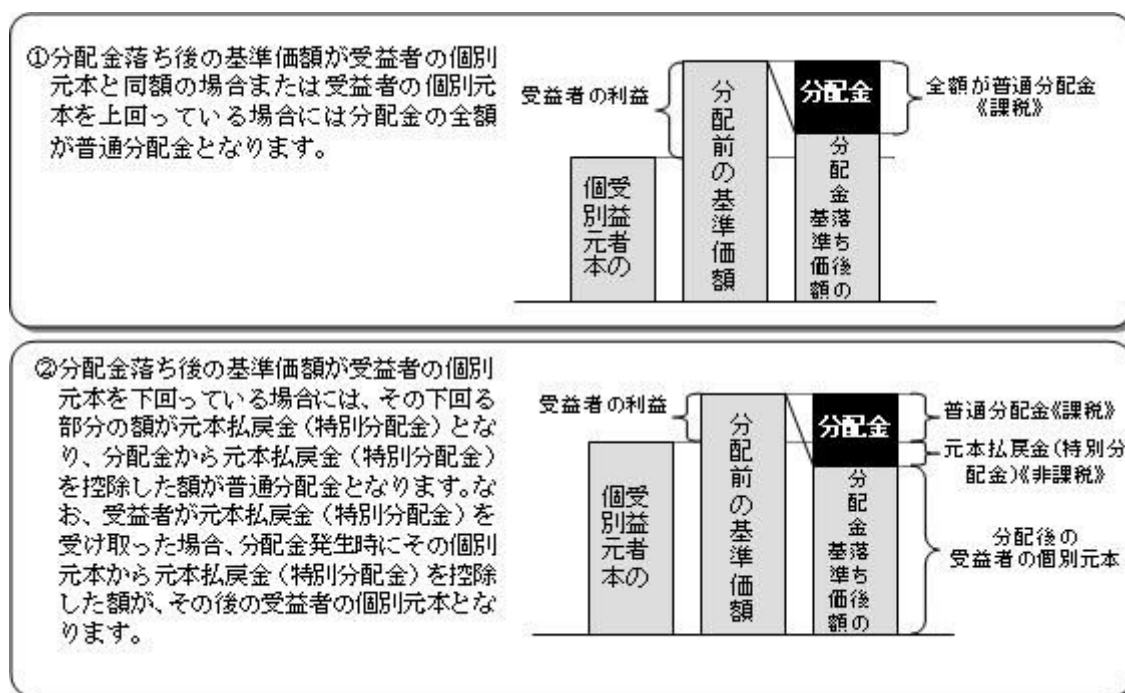 ①分配金落ち後の基準価額が受益者の個別
元本と同額の場合または受益者の個別元
本を上回っている場合には分配金の全額
が普通分配金となります。
受益者の利益
受益者の
個別元本
分配前の基準価額
分配金
分配金落ち後の
基準価額
全額が普通分配金
《課税》
②分配金落ち後の基準価額が受益者の個別
元本を下回っている場合には、その下回る
部分の額が元本払戻金(特別分配金)とな
り、分配金から元本払戻金(特別分配金)
を控除した額が普通分配金となります。な
お、受益者が元本払戻金(特別分配金)を
受け取った場合、分配金発生時にその個別
元本から元本払戻金(特別分配金)を控除
した額が、その後の受益者の個別元本とな
ります。
受益者の利益
受益者の
個別元本
分配前の基準価額
分配金
分配金落ち後の
基準価額
普通分配金《課税》
元本払戻金(特別分
配金)《非課税》
分配後の
受益者の個別元本